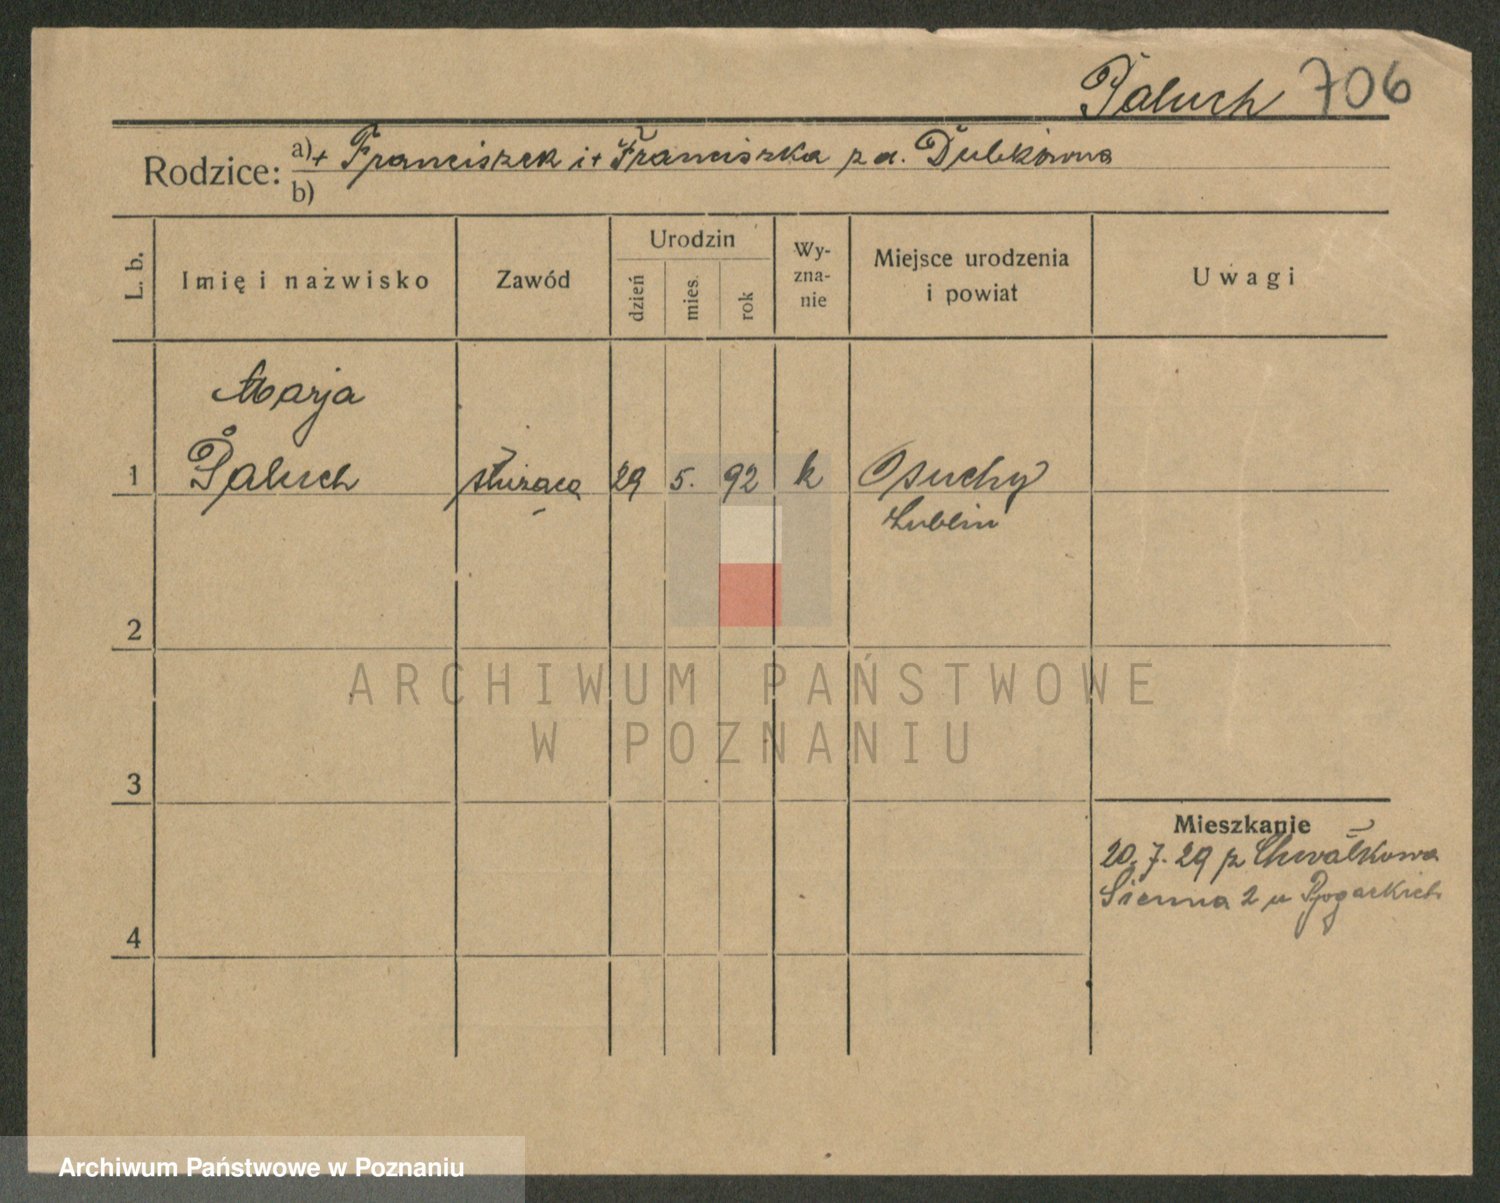 Paluch 706
Rodzice: a) + Franciszek i + Franciszka z d. Dubkówna
b)
L. b.
Imię i nazwisko
Zawód
Urodzin
dzień
mies.
rok
Wy-
zna-
nie
Miejsce urodzenia
i powiat
Uwagi
Marja
1 Paluch służąca 29 5. 92 k Opuchy
Lublin
2
3
4
Mieszkanie
20. 7. 29 z Chwałkowa
Sienna 2 u
ARCHIWUM PAŃSTWOWE
W POZNANIU
Archiwum Państwowe w Poznaniu